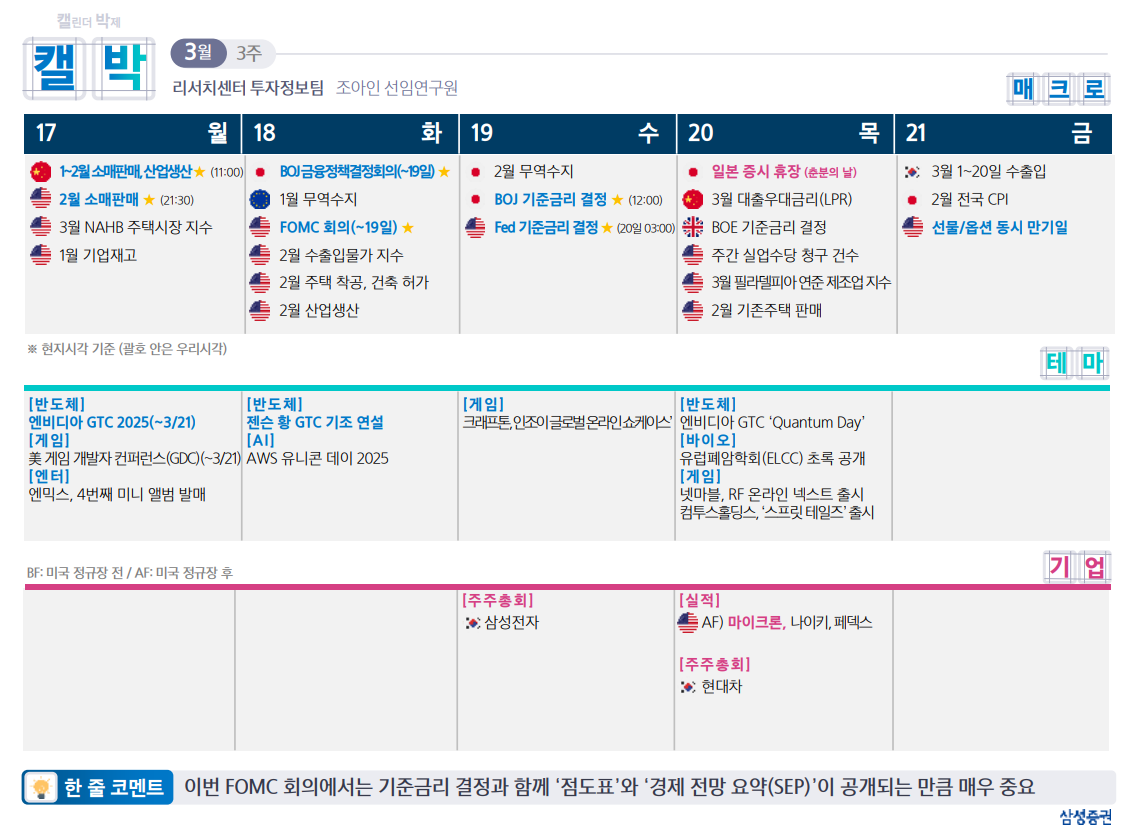 캘린더 박제
캘 박
3월 3주
리서치센터 투자정보팀 조아인 선임연구원
매 크 로
17 월 18 화 19 수 20 목 21 금
1~2월 소매판매, 산업생산★ (11:00)
2월 소매판매 ★ (21:30)
3월 NAHB 주택시장 지수
1월 기업재고
BOJ 금융정책결정회의(~19일) ★
1월 무역수지
FOMC 회의(~19일) ★
2월 수출입물가 지수
2월 주택 착공, 건축 허가
2월 산업생산
2월 무역수지
BOJ 기준금리 결정 ★ (12:00)
Fed 기준금리 결정 ★ (20일 03:00)
일본 증시 휴장 (춘분의 날)
3월 대출우대금리(LPR)
BOE 기준금리 결정
주간 실업수당 청구 건수
3월 필라델피아 연준 제조업 지수
2월 기존주택 판매
3월 1~20일 수출입
2월 전국 CPI
선물/옵션 동시 만기일
※ 현지시각 기준 (괄호 안은 우리시각)
테 마
[반도체]
엔비디아 GTC 2025(~3/21)
[게임]
美 게임 개발자 컨퍼런스(GDC)(~3/21)
[엔터]
엔믹스, 4번째 미니 앨범 발매
[반도체]
젠슨 황 GTC 기조 연설
[AI]
AWS 유니콘 데이 2025
[게임]
크래프톤, 인조이 글로벌 온라인 쇼케이스’
[반도체]
엔비디아 GTC ‘Quantum Day’
[바이오]
유럽폐암학회(ELCC) 초록 공개
[게임]
넷마블, RF 온라인 넥스트 출시
컴투스홀딩스, ‘스프릿 테일즈’ 출시
BF: 미국 정규장 전 / AF: 미국 정규장 후
기 업
[주주총회]
삼성전자
[실적]
AF) 마이크론, 나이키, 페덱스
[주주총회]
현대차
한 줄 코멘트 이번 FOMC 회의에서는 기준금리 결정과 함께 ‘점도표’와 ‘경제 전망 요약(SEP)’이 공개되는 만큼 매우 중요
삼성증권